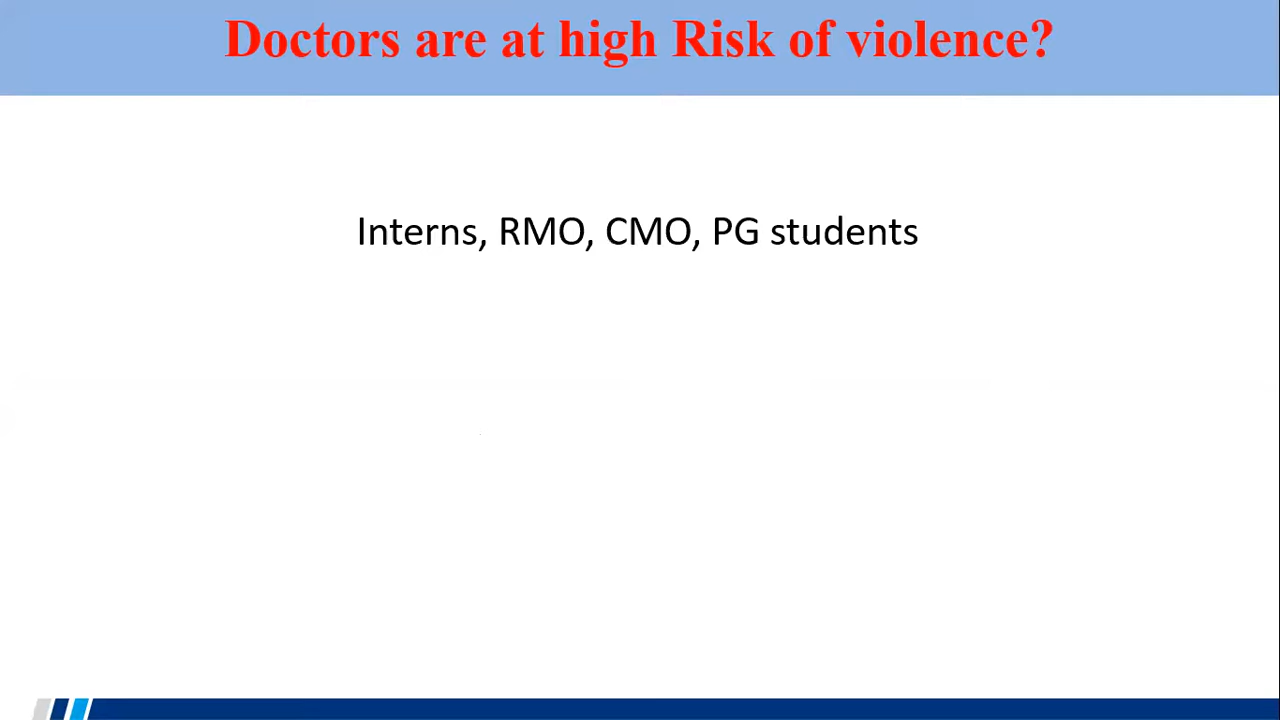 Doctors are at high Risk of violence?
Interns, RMO, CMO, PG students